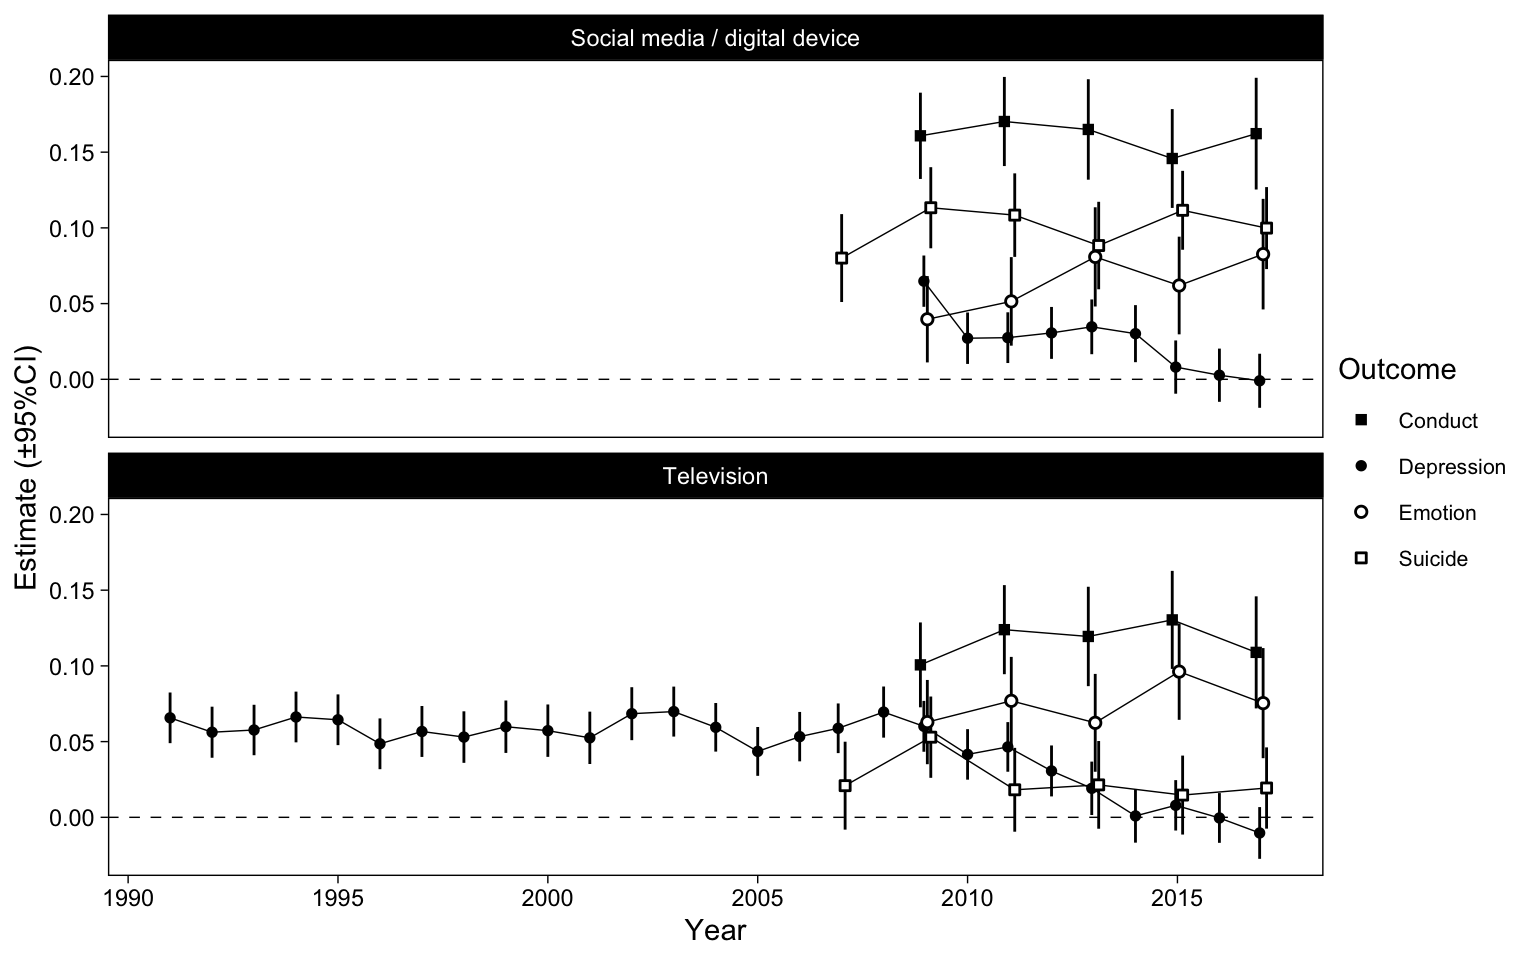 Social media / digital device
0.20
0.15
0.10
0.05
0.00
Television
0.20
0.15
0.10
0.05
0.00
1990 1995 2000 2005 2010 2015
Year
Estimate (±95%CI)
Outcome
Conduct
Depression
Emotion
Suicide